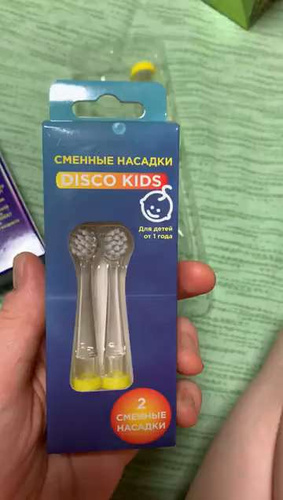 СМЕННЫЕ НАСАДКИ
DISCO KIDS
Для детей
от 1 года
2
СМЕННЫЕ
НАСАДКИ